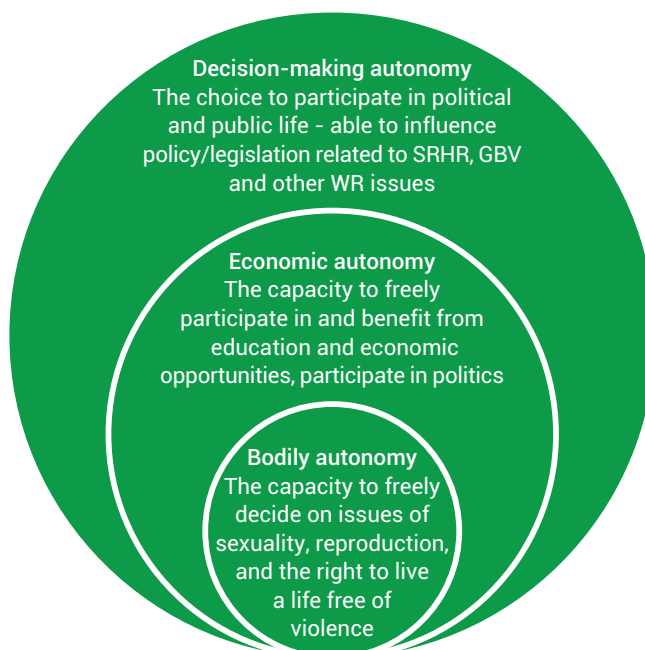 Decision-making autonomy
The choice to participate in political
and public life - able to influence
policy/legislation related to SRHR, GBV
and other WR issues
Economic autonomy
The capacity to freely
participate in and benefit from
education and economic
opportunities, participate in politics
Bodily autonomy
The capacity to freely
decide on issues of
sexuality, reproduction,
and the right to live
a life free of
violence